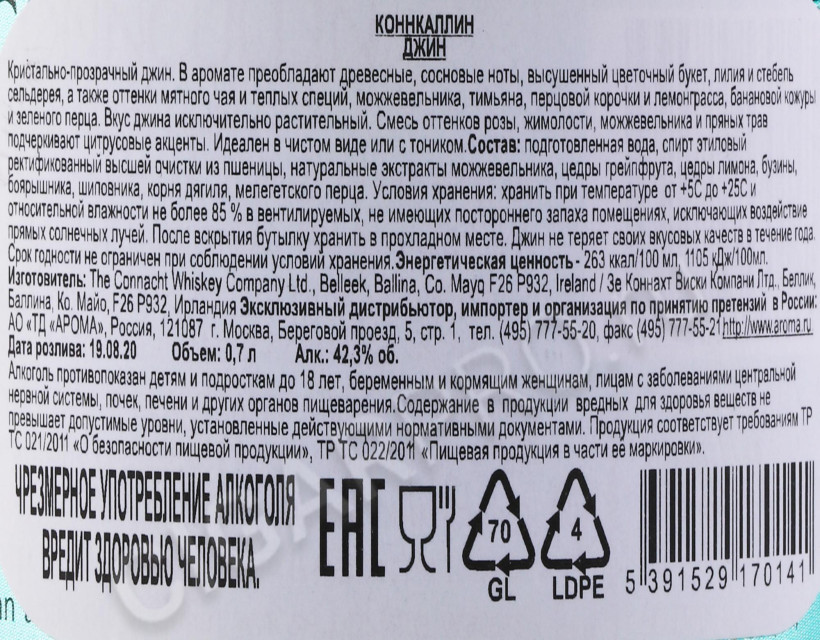 КОННКАЛЛИН
ДЖИН
Кристально-прозрачный джин. В аромате преобладают древесные, сосновые ноты, высушенный цветочный букет, лилия и стебель
сельдерея, а также оттенки мятного чая и теплых специй, можжевельника, тимьяна, перцовой корочки и лемонграсса, банановой кожуры
и зеленого перца. Вкус джина исключительно растительный. Смесь оттенков розы, жимолости, можжевельника и пряных трав
подчеркивают цитрусовые акценты. Идеален в чистом виде или с тоником.Состав: подготовленная вода, спирт этиловый
ректификованный высшей очистки из пшеницы, натуральные экстракты можжевельника, цедры грейпфрута, цедры лимона, бузины,
боярышника, шиповника, корня дягиля, мелегетского перца. Условия хранения: хранить при температуре от +5С до +25С и
относительной влажности не более 85 % в вентилируемых, не имеющих постороннего запаха помещениях, исключающих воздействие
прямых солнечных лучей. После вскрытия бутылку хранить в прохладном месте. Джин не теряет своих вкусовых качеств в течение года.
Срок годности не ограничен при соблюдении условий хранения.Энергетическая ценность - 263 ккал/100 мл, 1105 кДж/100мл.
Изготовитель: The Connacht Whiskey Company Ltd., Belleek, Ballina, Co. Mayo, F26 P932, Ireland / Зе Коннахт Виски Компани Лтд., Беллик,
Баллина, Ко. Майо, F26 P932, Ирландия Эксклюзивный дистрибьютор, импортер и организация по принятию претензий в России:
АО «ТД «АРОМА», Россия, 121087 г. Москва, Береговой проезд, 5, стр. 1, тел. (495) 777-55-20, факс (495) 777-55-21 http://www.aroma.ru
Дата розлива: 19.08.20 Объем: 0,7 л Алк.: 42,3% об.
Алкоголь противопоказан детям и подросткам до 18 лет, беременным и кормящим женщинам, лицам с заболеваниями центральной
нервной системы, почек, печени и других органов пищеварения.Содержание в продукции вредных для здоровья веществ не
превышает допустимые уровни, установленные действующими нормативными документами. Продукция соответствует требованиям ТР
ТС 021/2011 «О безопасности пищевой продукции», ТР ТС 022/2011 «Пищевая продукция в части её маркировки».
ЧРЕЗМЕРНОЕ УПОТРЕБЛЕНИЕ АЛКОГОЛЯ
ВРЕДИТ ЗДОРОВЬЮ ЧЕЛОВЕКА.
EAC
70
GL
4
LDPE
5 391529 170141